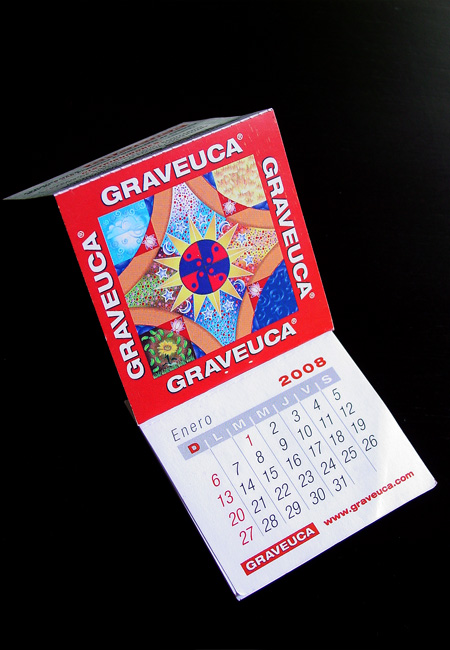 GRAVEUCA®
GRAVEUCA®
GRAVEUCA®
GRAVEUCA®
Enero 2008
D L M M J V S
1 2 3 4 5
6 7 8 9 10 11 12
13 14 15 16 17 18 19
20 21 22 23 24 25 26
27 28 29 30 31
GRAVEUCA www.graveuca.com